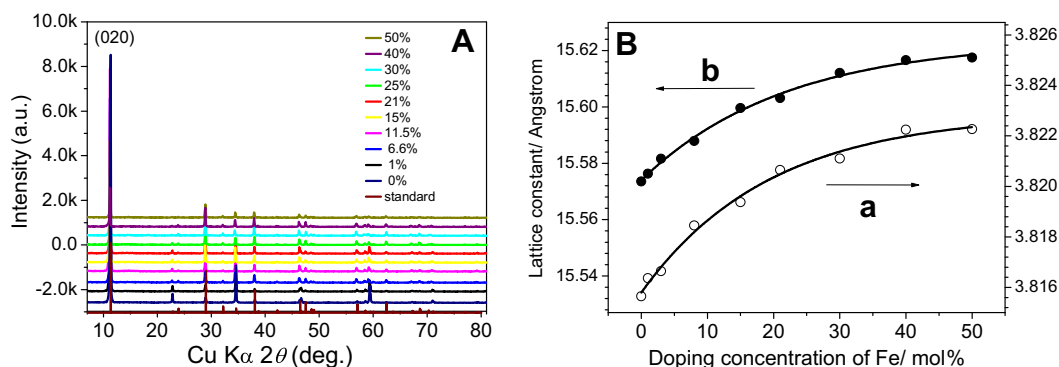 A
(020)
50%
40%
30%
25%
21%
15%
11.5%
6.6%
1%
0%
standard
10.0k
8.0k
6.0k
4.0k
2.0k
0.0
-2.0k
Intensity (a.u.)
10 20 30 40 50 60 70 80
Cu Kα 2θ (deg.)
B
b
a
15.62
15.60
15.58
15.56
15.54
Lattice constant/ Angstrom
3.826
3.824
3.822
3.820
3.818
3.816
0 10 20 30 40 50
Doping concentration of Fe/ mol%